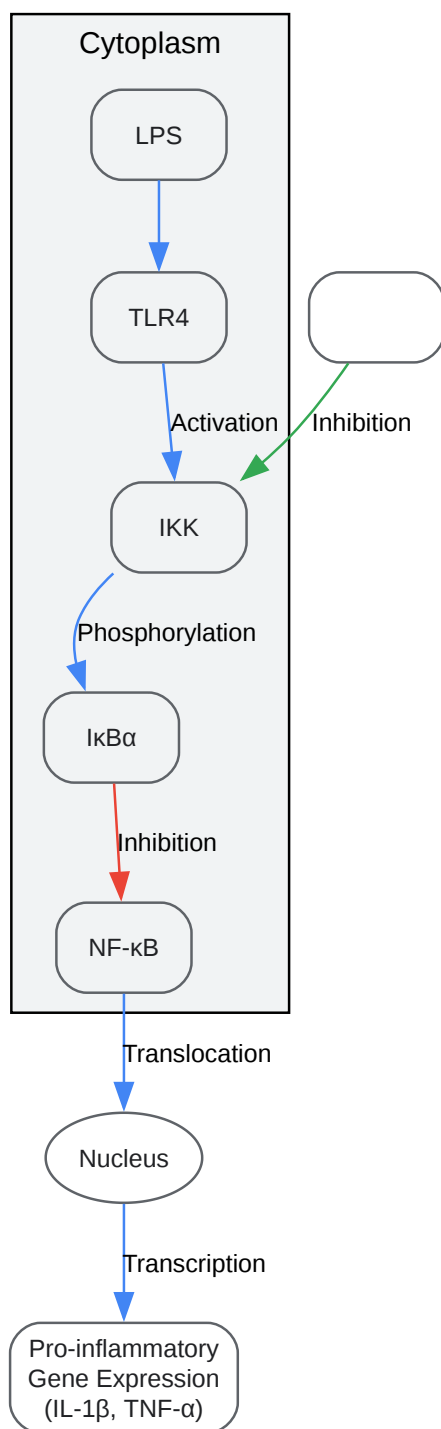 Cytoplasm
LPS
TLR4
Activation
Inhibition
IKK
Phosphorylation
IκBα
Inhibition
NF-κB
Translocation
Nucleus
Transcription
Pro-inflammatory
Gene Expression
(IL-1β, TNF-α)